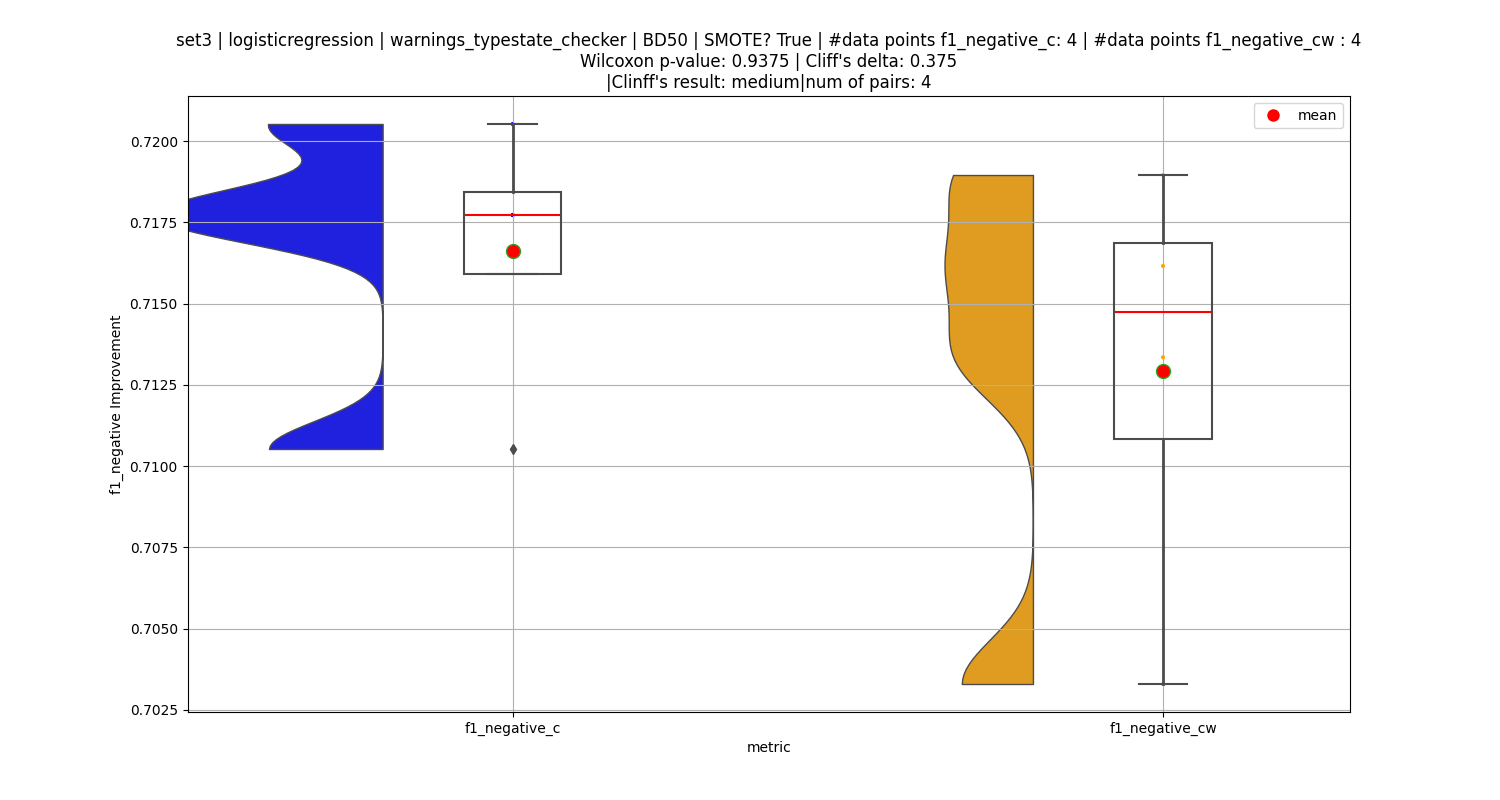 set3 | logisticregression | warnings_typestate_checker | BD50 | SMOTE? True | #data points f1_negative_c: 4 | #data points f1_negative_cw : 4
Wilcoxon p-value: 0.9375 | Cliff's delta: 0.375
|Clinff's result: medium|num of pairs: 4
mean
0.7200
0.7175
0.7150
0.7125
0.7100
0.7075
0.7050
0.7025
f1_negative Improvement
f1_negative_c
f1_negative_cw
metric